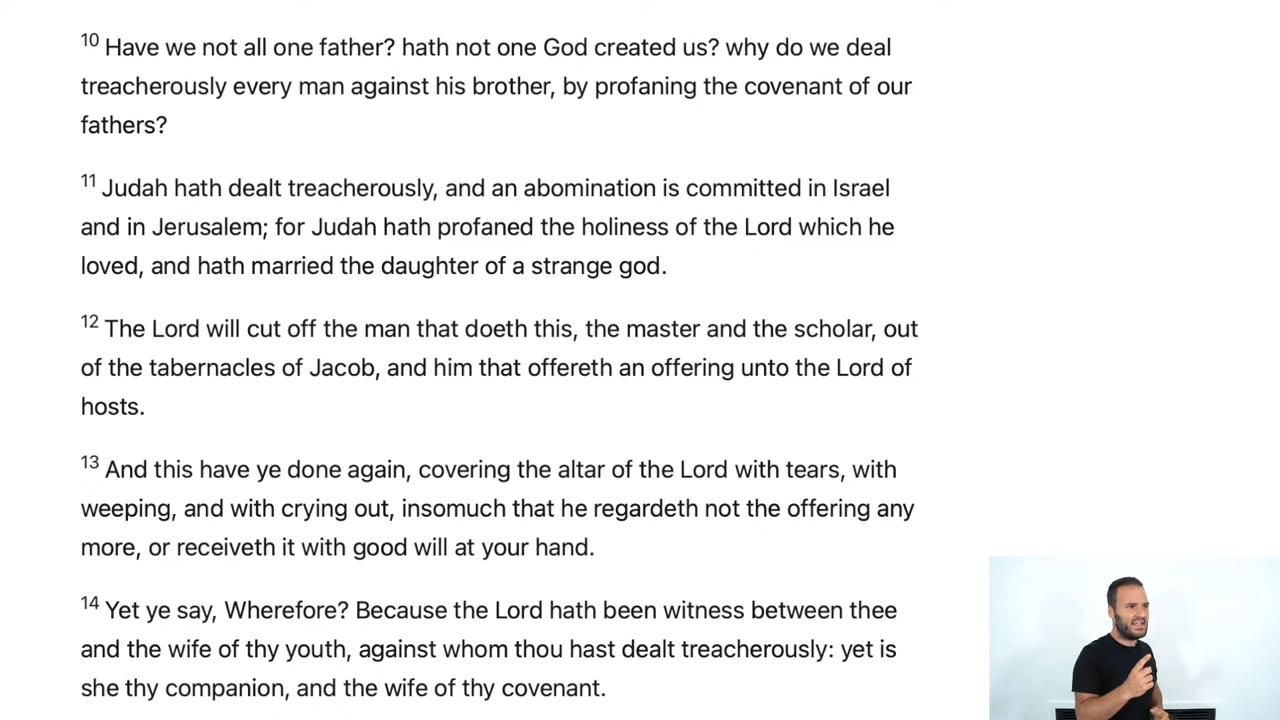 10 Have we not all one father? hath not one God created us? why do we deal
treacherously every man against his brother, by profaning the covenant of our
fathers?
11 Judah hath dealt treacherously, and an abomination is committed in Israel
and in Jerusalem; for Judah hath profaned the holiness of the Lord which he
loved, and hath married the daughter of a strange god.
12 The Lord will cut off the man that doeth this, the master and the scholar, out
of the tabernacles of Jacob, and him that offereth an offering unto the Lord of
hosts.
13 And this have ye done again, covering the altar of the Lord with tears, with
weeping, and with crying out, insomuch that he regardeth not the offering any
more, or receiveth it with good will at your hand.
14 Yet ye say, Wherefore? Because the Lord hath been witness between thee
and the wife of thy youth, against whom thou hast dealt treacherously: yet is
she thy companion, and the wife of thy covenant.